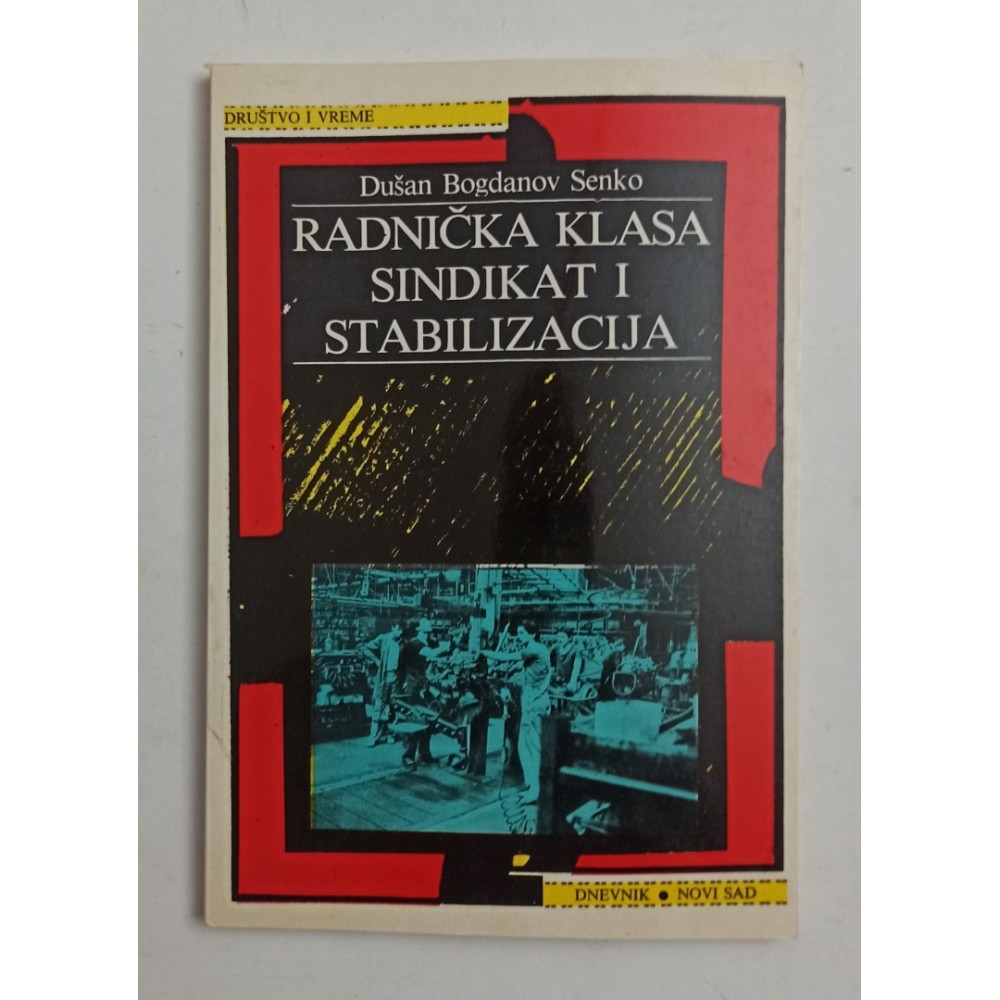 DRUŠTVO I VREME
Dušan Bogdanov Senko
RADNIČKA KLASA
SINDIKAT I
STABILIZACIJA
DNEVNIK ● NOVI SAD